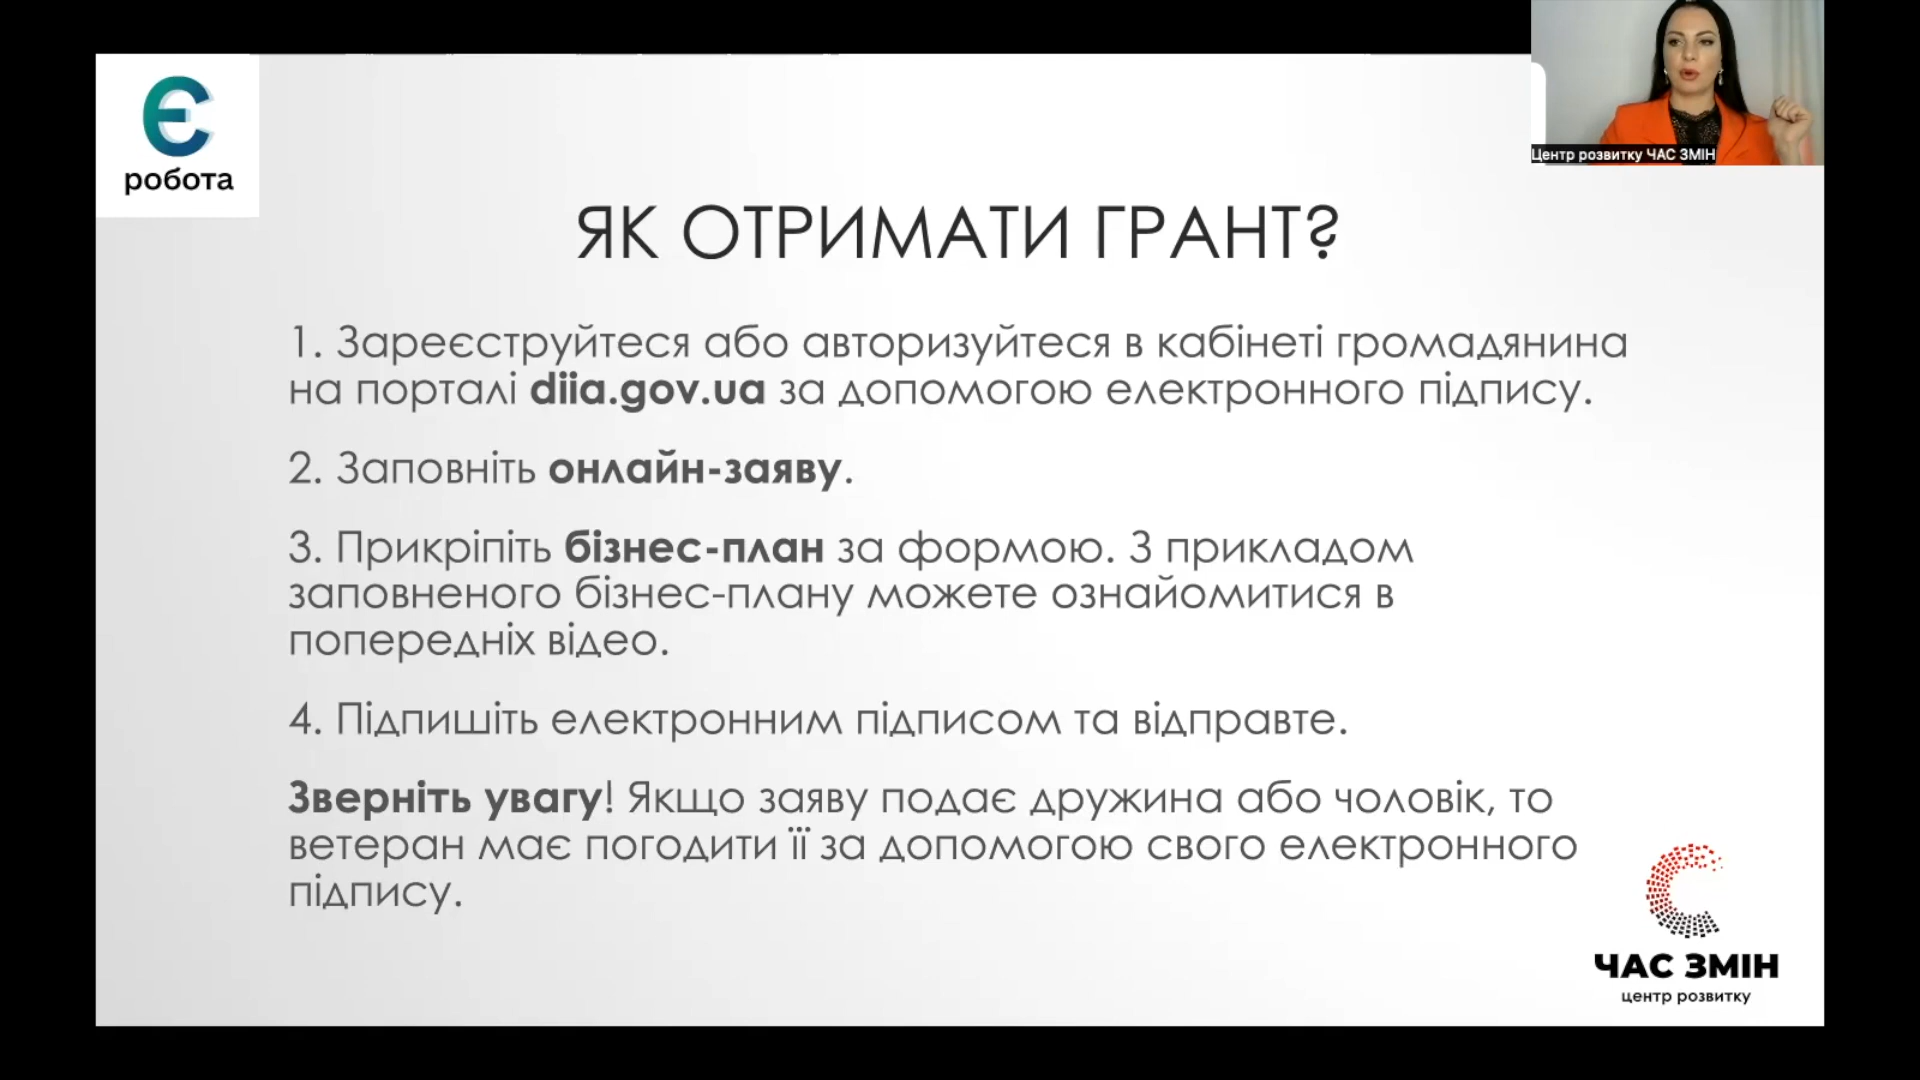 Є
робота
Центр розвитку ЧАС ЗМІН
ЯК ОТРИМАТИ ГРАНТ?
1. Зареєструйтеся або авторизуйтеся в кабінеті громадянина
на порталі diia.gov.ua за допомогою електронного підпису.
2. Заповніть онлайн-заяву.
3. Прикріпіть бізнес-план за формою. З прикладом
заповненого бізнес-плану можете ознайомитися в
попередніх відео.
4. Підпишіть електронним підписом та відправте.
Зверніть увагу! Якщо заяву подає дружина або чоловік, то
ветеран має погодити її за допомогою свого електронного
підпису.
ЧАС ЗМІН
центр розвитку